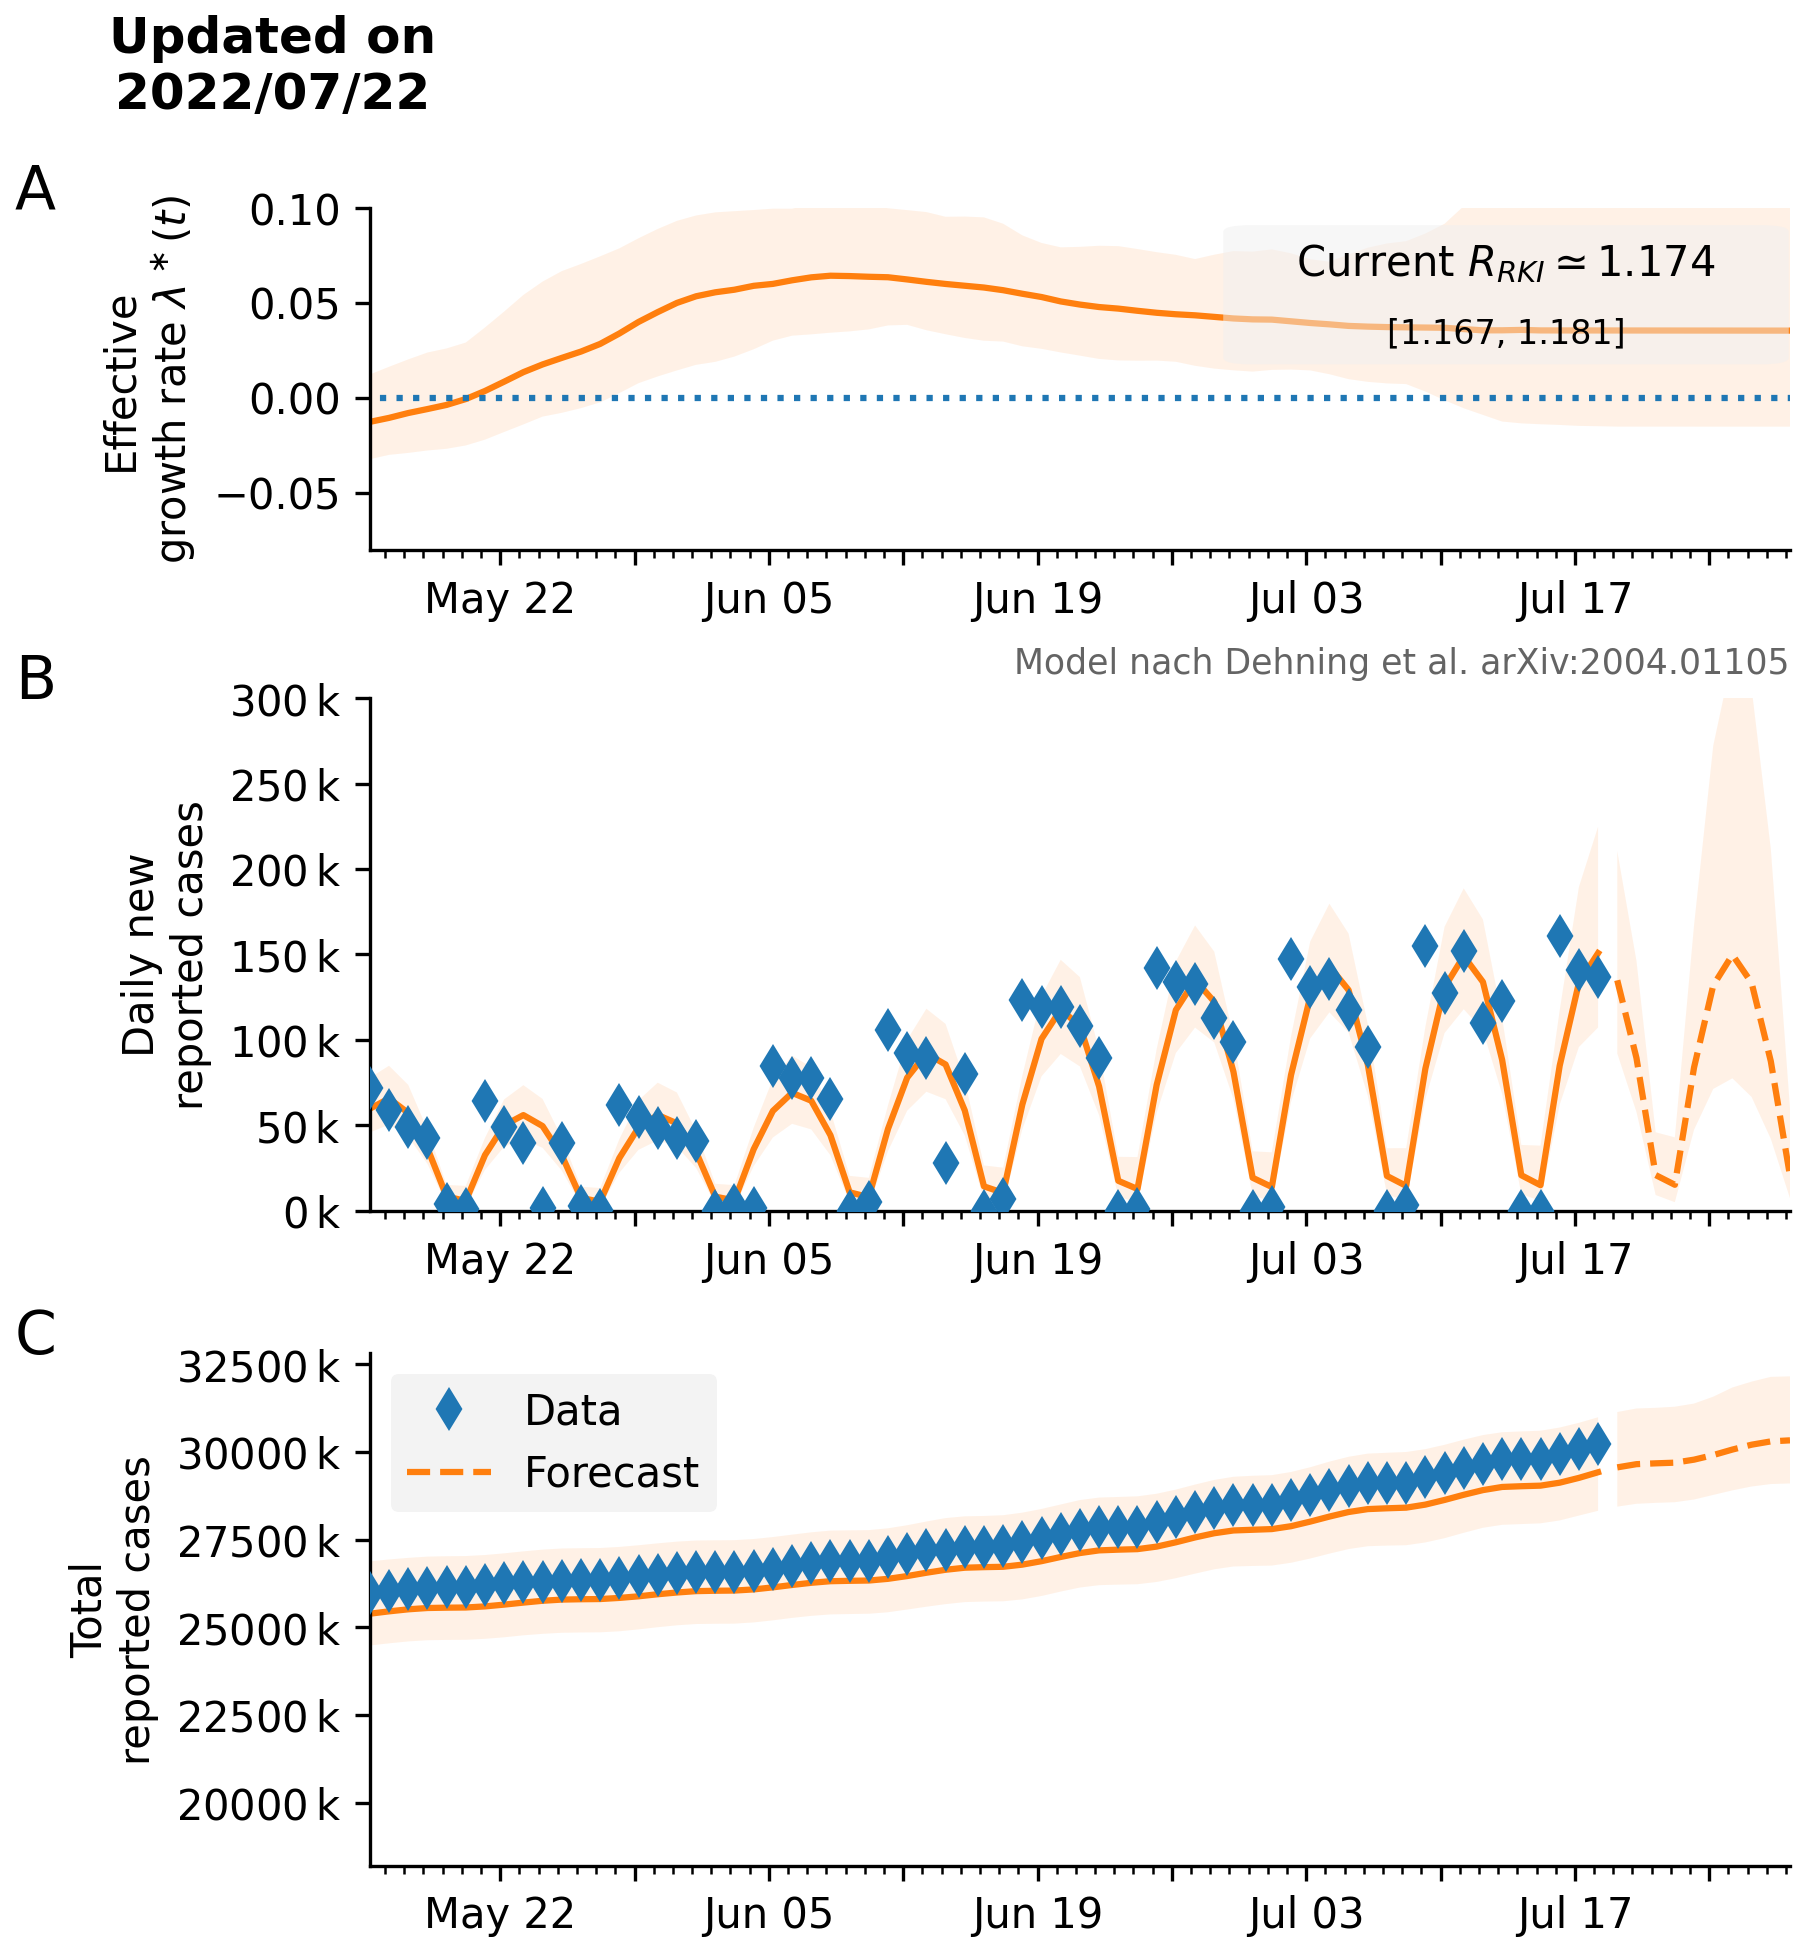 Updated on
2022/07/22
A
Effective
growth rate λ * (t)
0.10
0.05
0.00
−0.05
Current R_RKI ≃ 1.174
[1.167, 1.181]
May 22
Jun 05
Jun 19
Jul 03
Jul 17
B
Model nach Dehning et al. arXiv:2004.01105
Daily new
reported cases
300 k
250 k
200 k
150 k
100 k
50 k
0 k
May 22
Jun 05
Jun 19
Jul 03
Jul 17
C
Total
reported cases
32500 k
30000 k
27500 k
25000 k
22500 k
20000 k
Data
Forecast
May 22
Jun 05
Jun 19
Jul 03
Jul 17